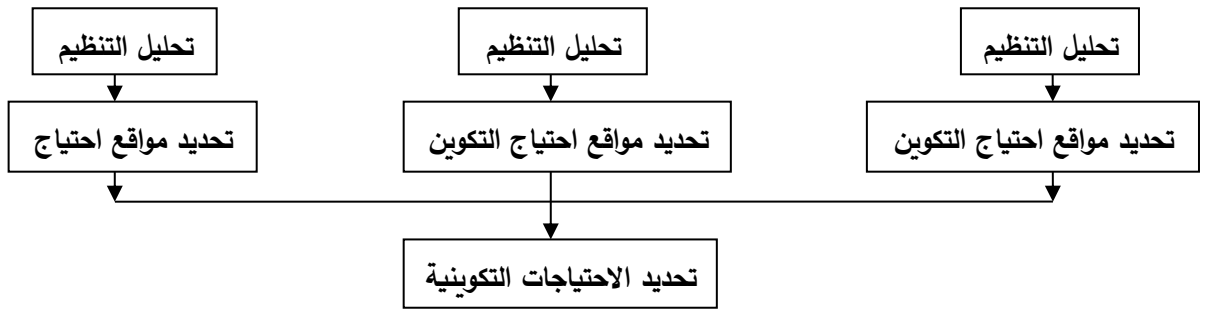 تحليل التنظيم
تحليل التنظيم
تحليل التنظيم
تحديد مواقع احتياج التكوين
تحديد مواقع احتياج التكوين
تحديد مواقع احتياج
تحديد الاحتياجات التكوينية